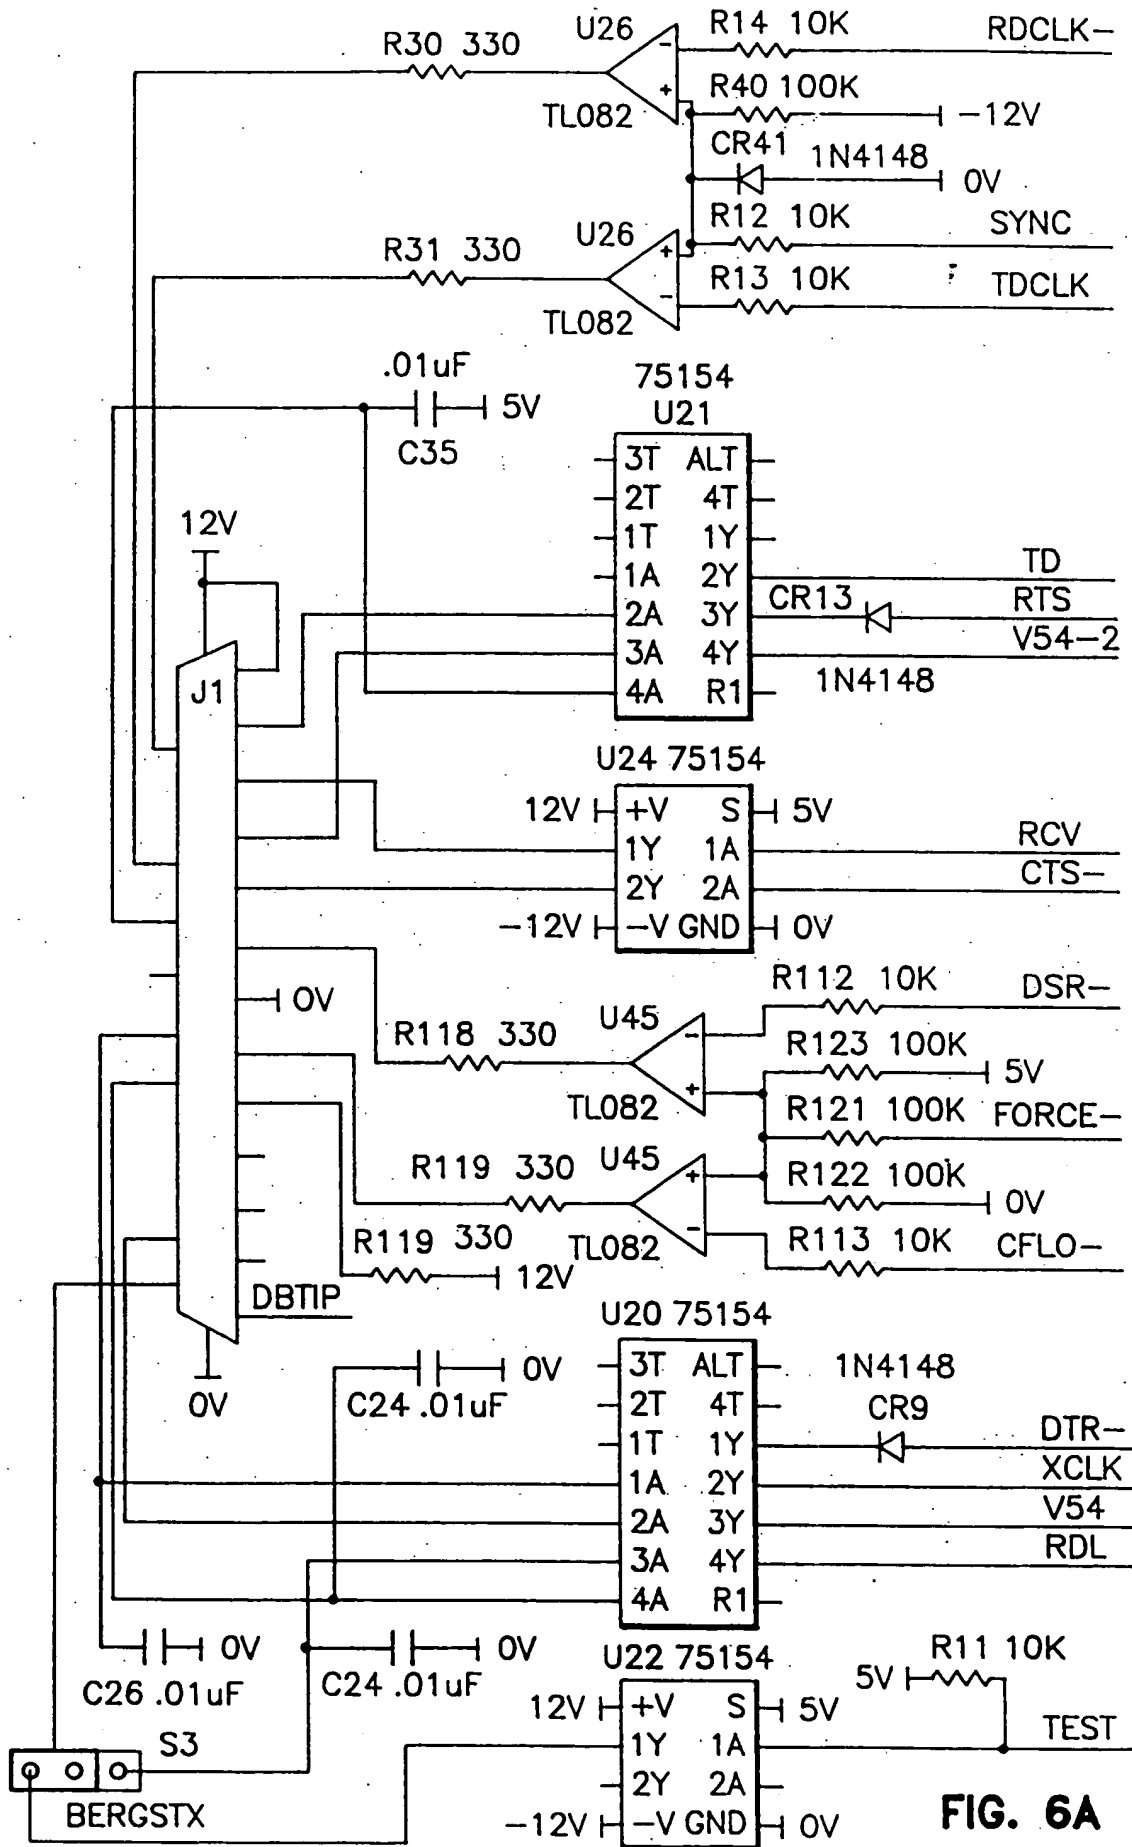 U26 R14 10K RDCLK-
R30 330
-
R40 100K
+
TL082 -12V
CR41 1N4148
0V
U26 R12 10K SYNC
R31 330
+
R13 10K TDCLK
-
TL082
.01uF 75154
5V U21
C35
3T ALT
2T 4T
12V
1T 1Y
1A 2Y TD
2A 3Y CR13 RTS
3A 4Y V54-2
J1 4A R1 1N4148
U24 75154
12V +V S 5V
1Y 1A RCV
2Y 2A CTS-
-12V -V GND 0V
R112 10K DSR-
0V
U45
R118 330 - R123 100K
5V
+
TL082 R121 100K FORCE-
R119 330 U45
+ R122 100K
0V
-
R119 330 TL082 R113 10K CFLO-
12V
DBTIP
U20 75154
0V 3T ALT 1N4148
0V C24 .01uF 2T 4T CR9
1T 1Y DTR-
1A 2Y XCLK
2A 3Y V54
3A 4Y RDL
4A R1
0V 0V
C26 .01uF C24 .01uF U22 75154 R11 10K
5V
12V +V S 5V
S3 1Y 1A TEST
2Y 2A
BERGSTX -12V -V GND 0V
FIG. 6A